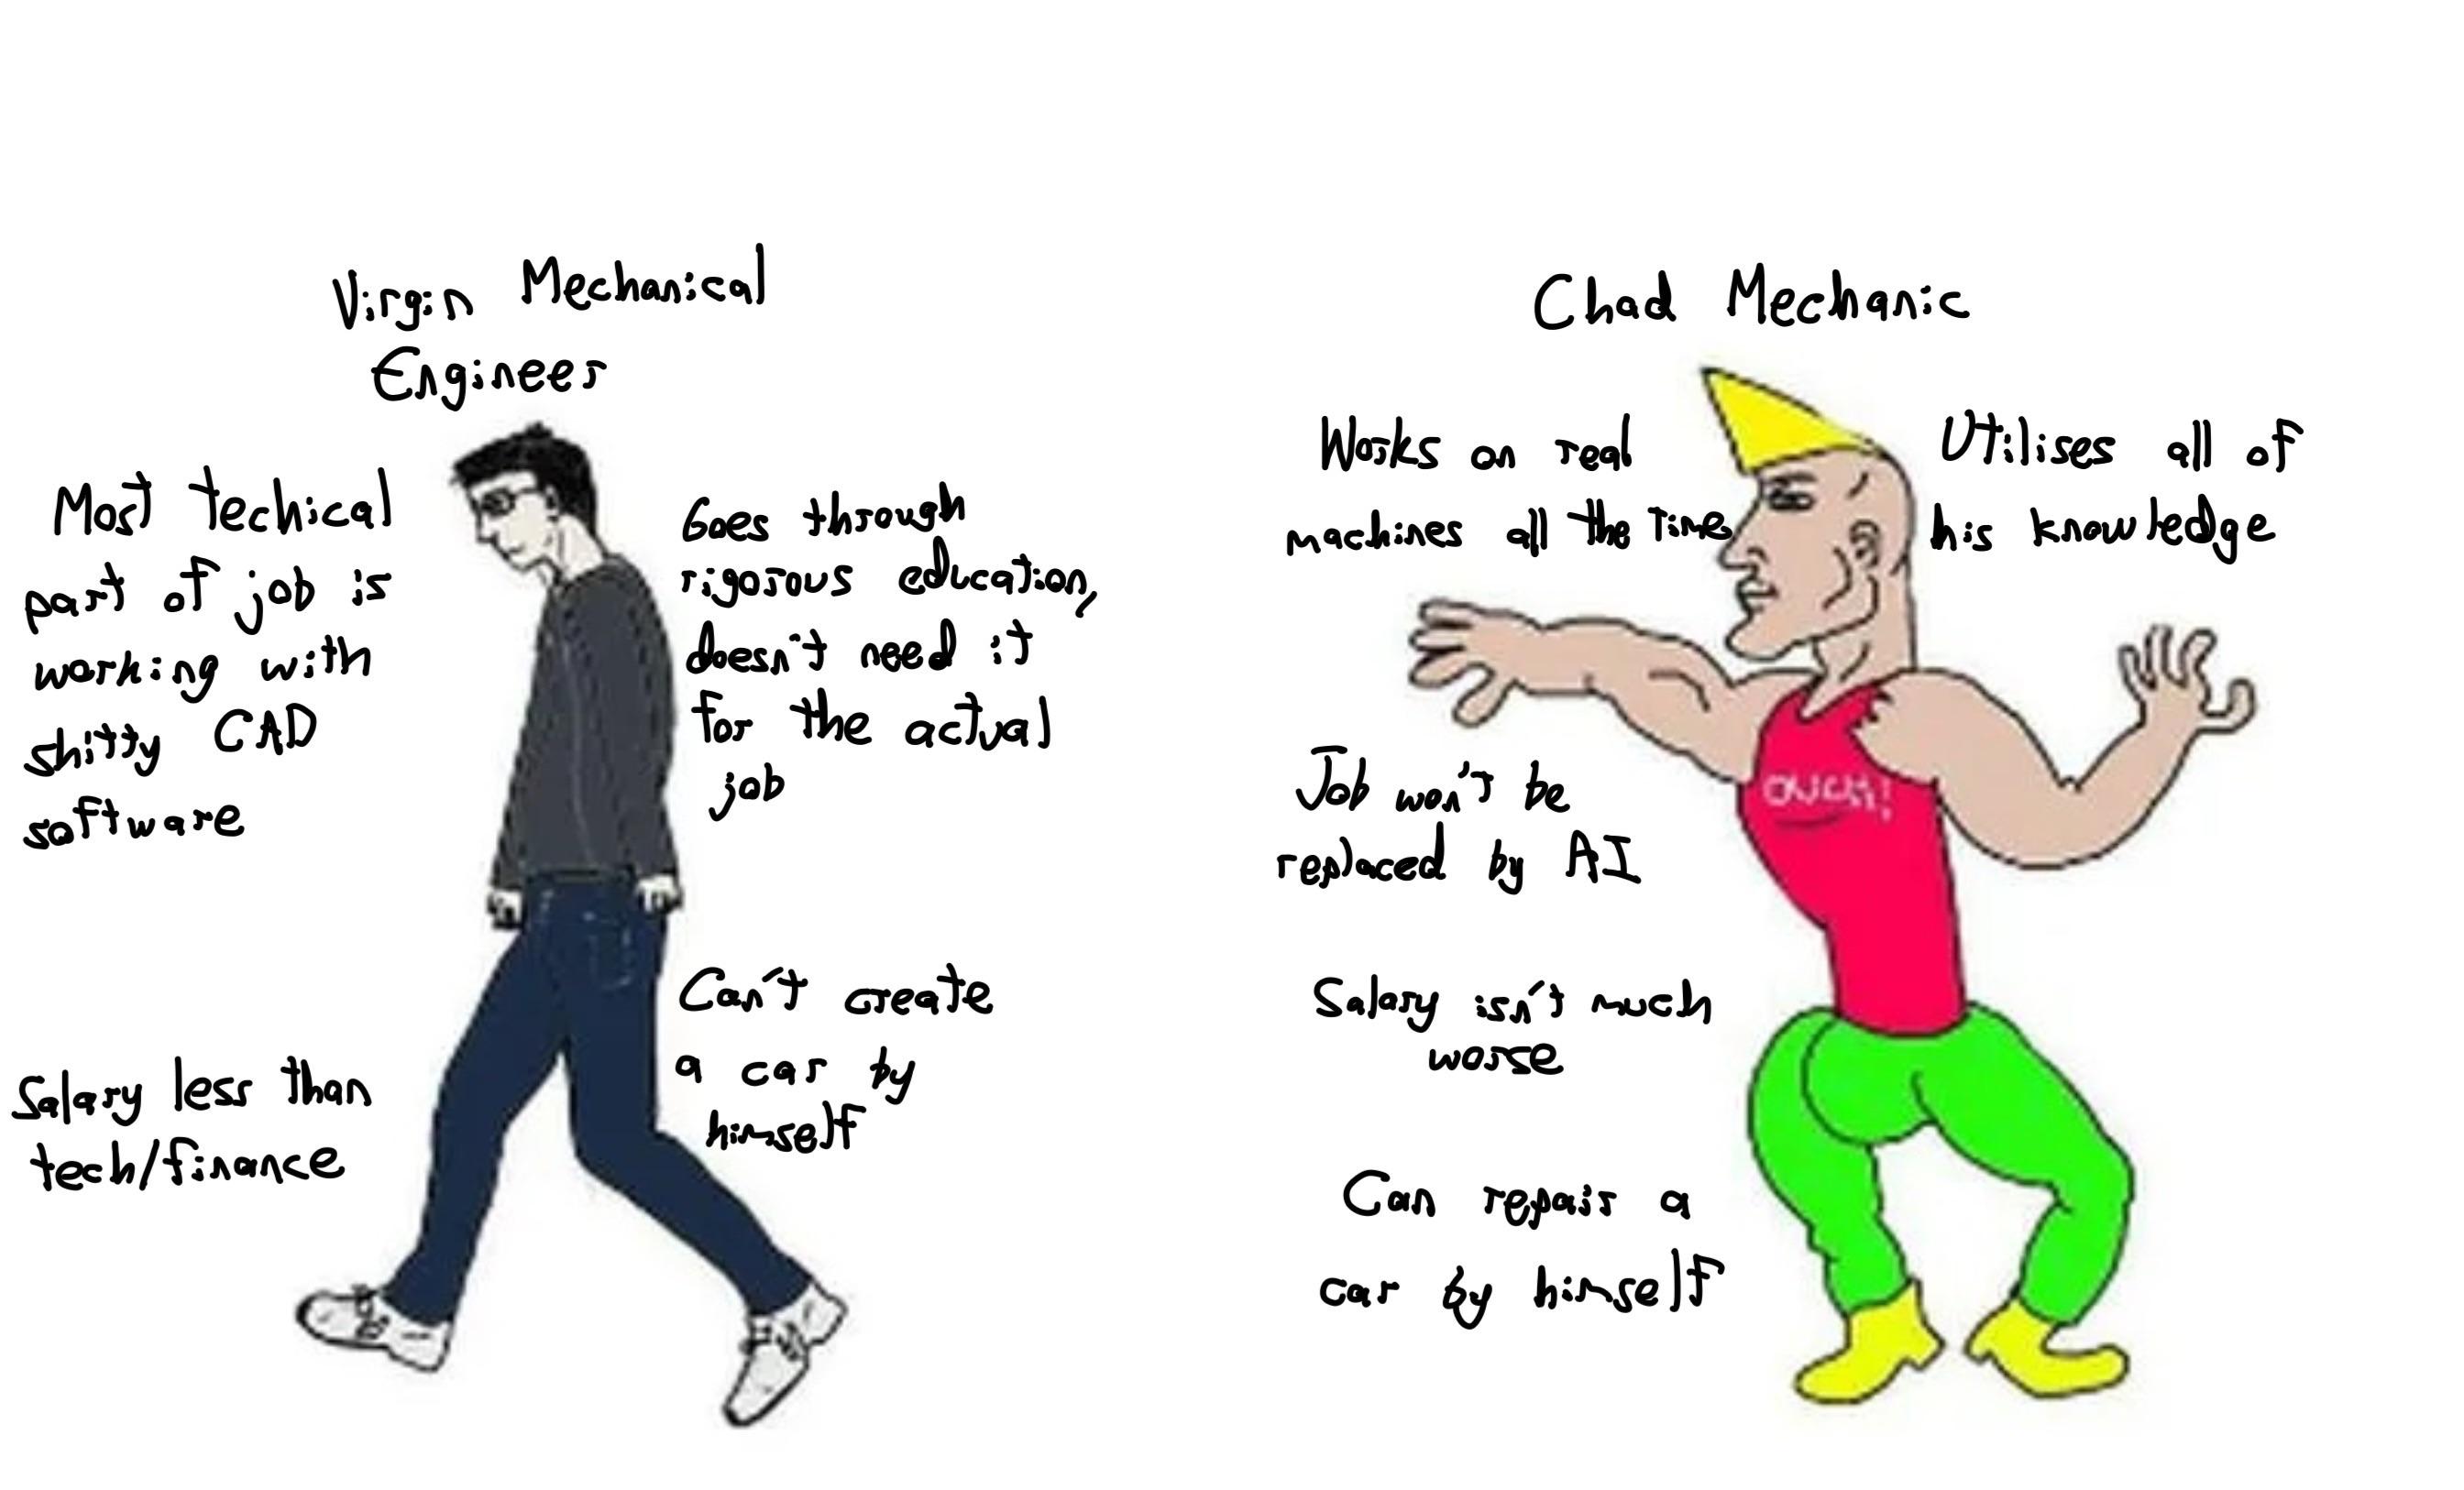 Virgin Mechanical
Engineer
Most techical
part of job is
working with
shitty CAD
software
Goes through
rigorous education,
doesn't need it
for the actual
job
Can't create
a car by
himself
Salary less than
tech/finance
Chad Mechanic
Works on real
machines all the time
Utilises all of
his knowledge
OUCH!
Job won't be
replaced by AI
Salary isn't much
worse
Can repair a
car by himself